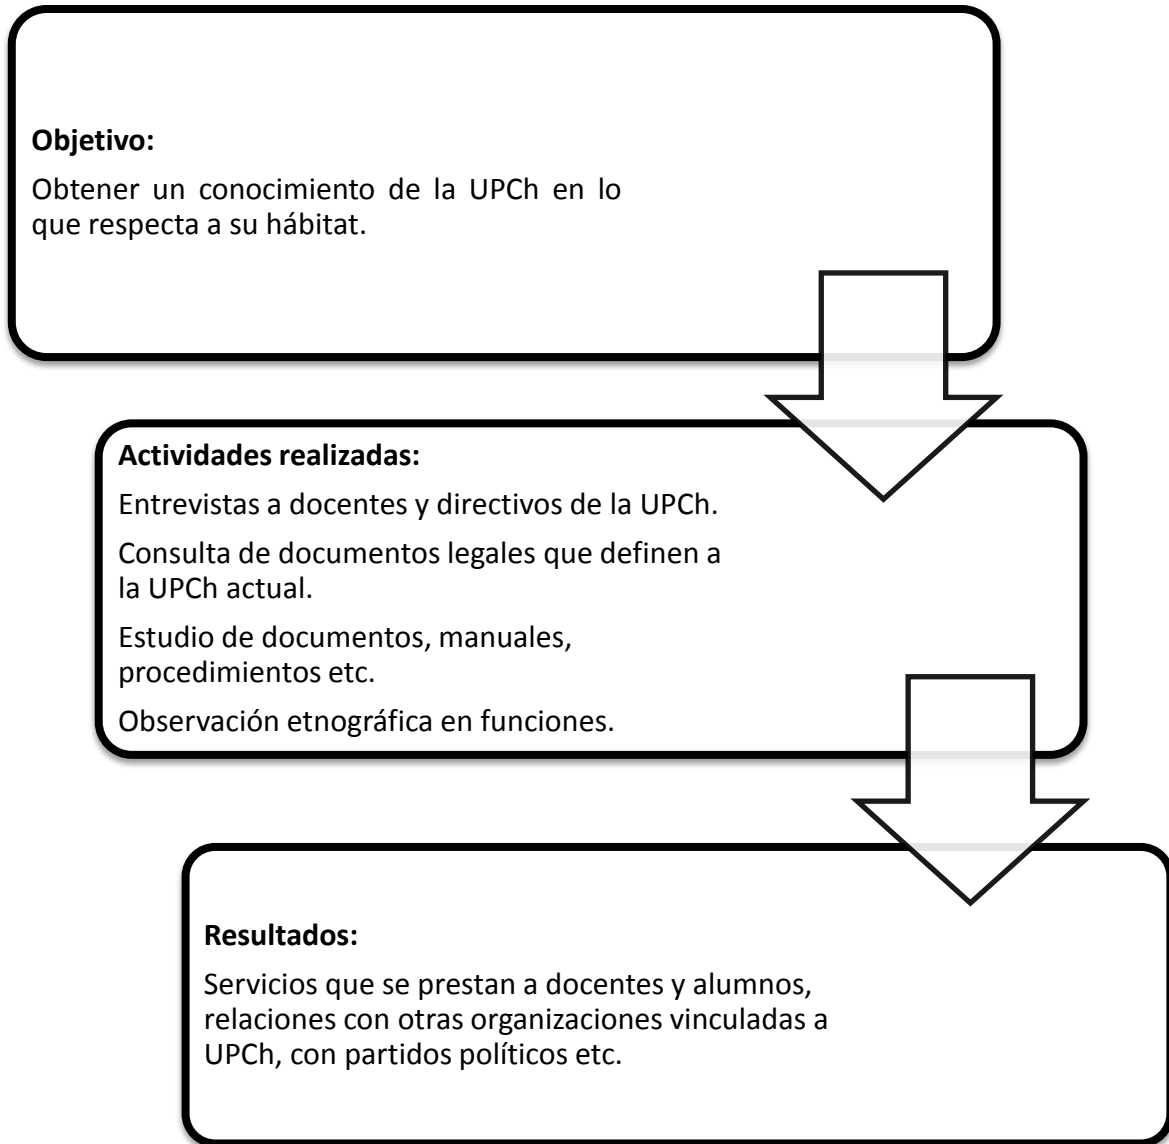 Objetivo:
Obtener un conocimiento de la UPCh en lo
que respecta a su hábitat.
Actividades realizadas:
Entrevistas a docentes y directivos de la UPCh.
Consulta de documentos legales que definen a
la UPCh actual.
Estudio de documentos, manuales,
procedimientos etc.
Observación etnográfica en funciones.
Resultados:
Servicios que se prestan a docentes y alumnos,
relaciones con otras organizaciones vinculadas a
UPCh, con partidos políticos etc.